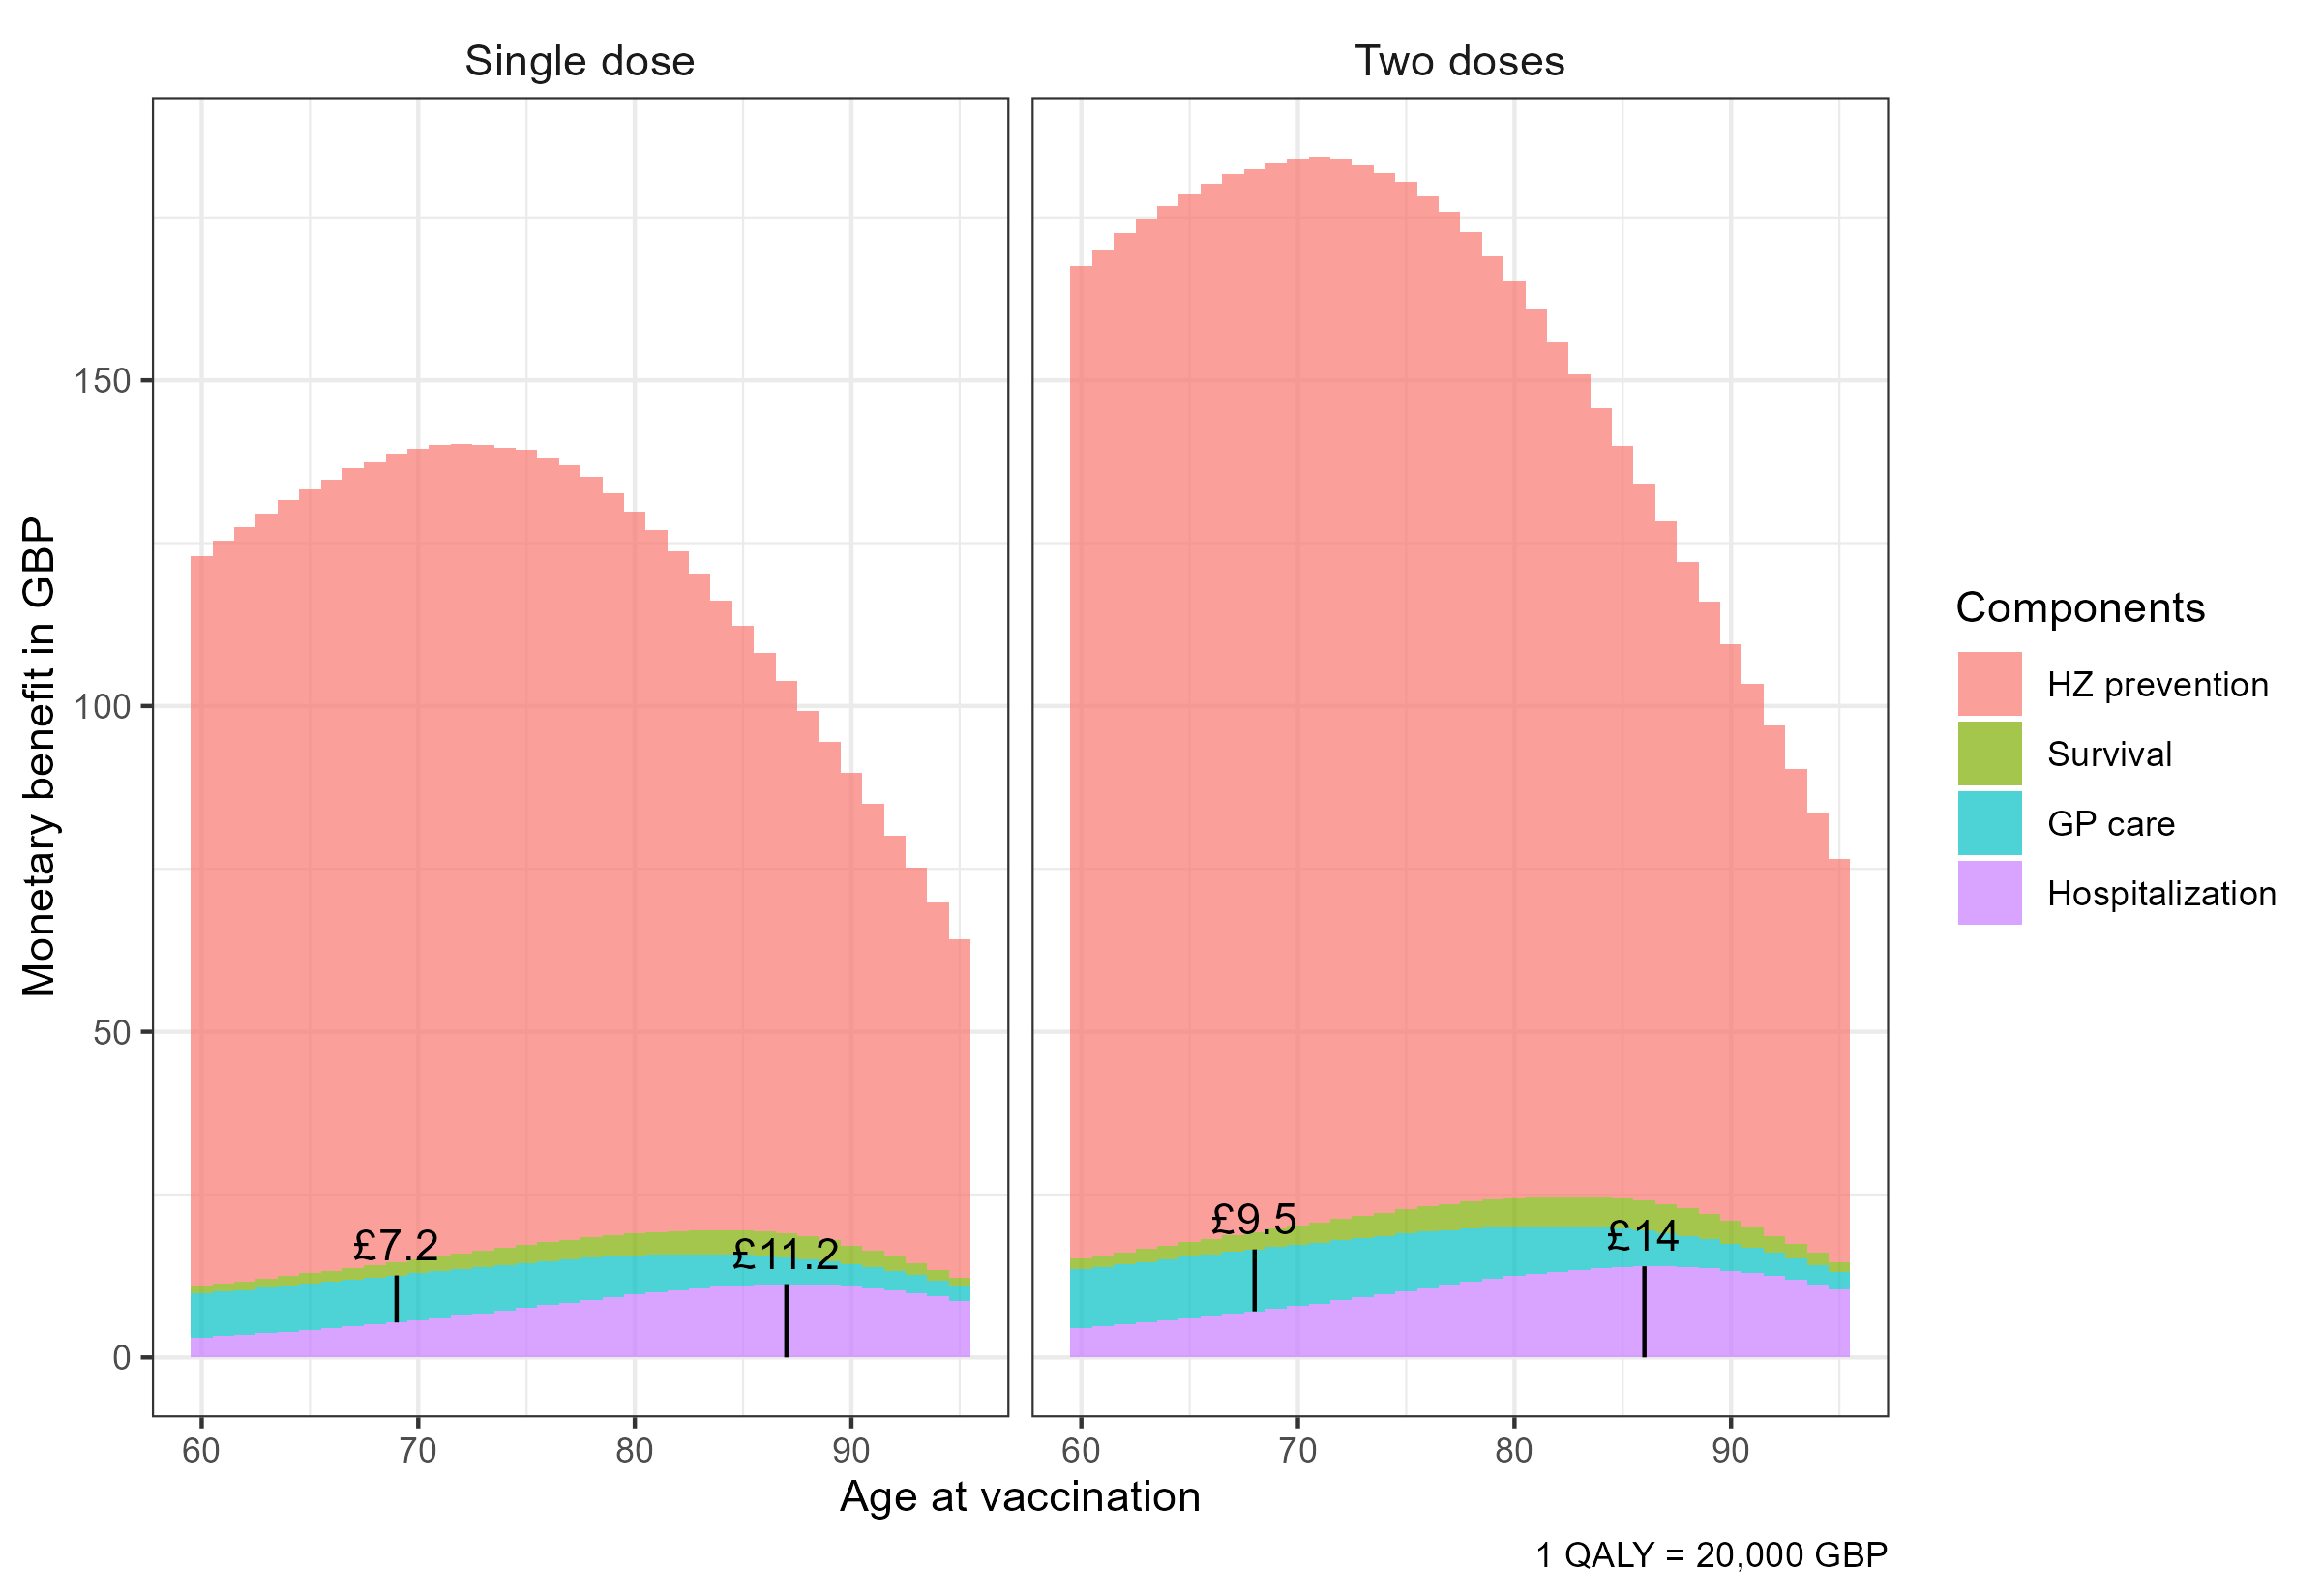 Single dose
Two doses
Monetary benefit in GBP
150
100
50
0
£7.2
£11.2
£9.5
£14
60 70 80 90
60 70 80 90
Age at vaccination
Components
HZ prevention
Survival
GP care
Hospitalization
1 QALY = 20,000 GBP